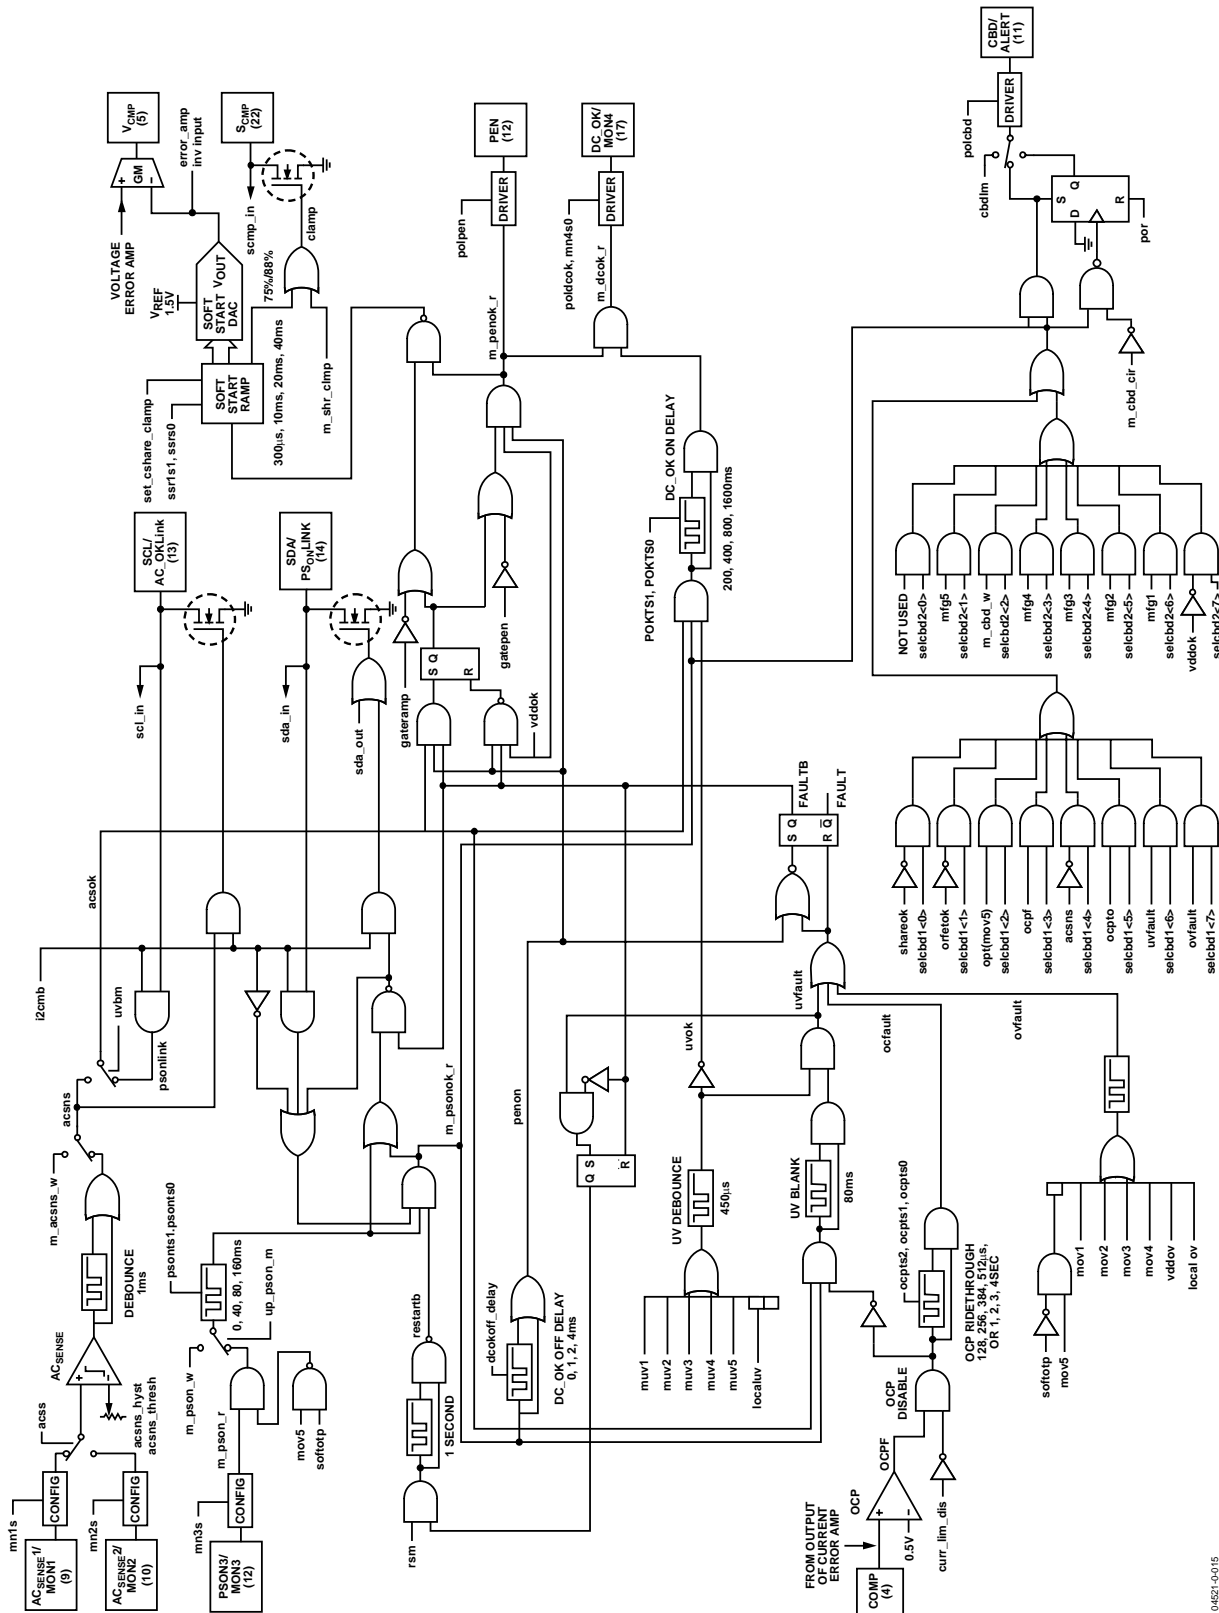 AC_SENSE1/
MON1
(9)
mn1s
CONFIG
AC_SENSE2/
MON2
(10)
mn2s
CONFIG
acss
AC_SENSE
acsns_hyst
acsns_thresh
DEBOUNCE
1ms
m_acsns_w
acsns
acsok
uvbm
psonlink
i2cmb
scl_in
SCL/
AC_OKLink
(13)
sda_in
SDA/
PS_ON LINK
(14)
sda_out
set_cshare_clamp
ssr1s1, ssrs0
SOFT
START
RAMP
300µs, 10ms, 20ms, 40ms
VREF
1.5V
SOFT
START
DAC
VOUT
VOLTAGE
ERROR AMP
+
GM
–
VCMP
(5)
error_amp
inv input
SCMP
(22)
scmp_in
clamp
75%/88%
m_shr_clmp
PSON3/
MON3
(12)
mn3s
CONFIG
m_pson_r
m_pson_w
mov5
softotp
up_pson_m
psonts1.psonts0
0, 40, 80, 160ms
gateramp
S Q
R
gatepen
vddok
m_penok_r
polpen
DRIVER
PEN
(12)
poldcok, mn4s0
m_dcok_r
DRIVER
DC_OK/
MON4
(17)
rsm
1 SECOND
restartb
m_psonok_r
penon
dcokoff_delay
DC_OK OFF DELAY
0, 1, 2, 4ms
Q S
R
S Q
R Q
FAULTB
FAULT
POKTS1, POKTS0
DC_OK ON DELAY
200, 400, 800, 1600ms
muv1
muv2
muv3
muv4
muv5
localuv
UV DEBOUNCE
450µs
uvok
UV BLANK
80ms
uvfault
ocfault
ovfault
FROM OUTPUT
OF CURRENT
ERROR AMP
COMP
(4)
OCP
+
–
0.5V
OCPF
curr_lim_dis
OCP
DISABLE
ocpts2, ocpts1, ocpts0
OCP RIDETHROUGH
128, 256, 384, 512µs,
OR 1, 2, 3, 4SEC
softotp
mov5
mov1
mov2
mov3
mov4
vddov
local ov
shareok
selcbd1<0>
orfetok
selcbd1<1>
opt(mov5)
selcbd1<2>
ocpf
selcbd1<3>
acsns
selcbd1<4>
ocpto
selcbd1<5>
uvfault
selcbd1<6>
ovfault
selcbd1<7>
NOT USED
selcbd2<0>
mfg5
selcbd2<1>
m_cbd_w
selcbd2<2>
mfg4
selcbd2<3>
mfg3
selcbd2<4>
mfg2
selcbd2<5>
mfg1
selcbd2<6>
vddok
selcbd2<7>
m_cbd_clr
S
D
Q
R
por
cbdlm
polcbd
DRIVER
CBD/
ALERT
(11)
04521-0-015